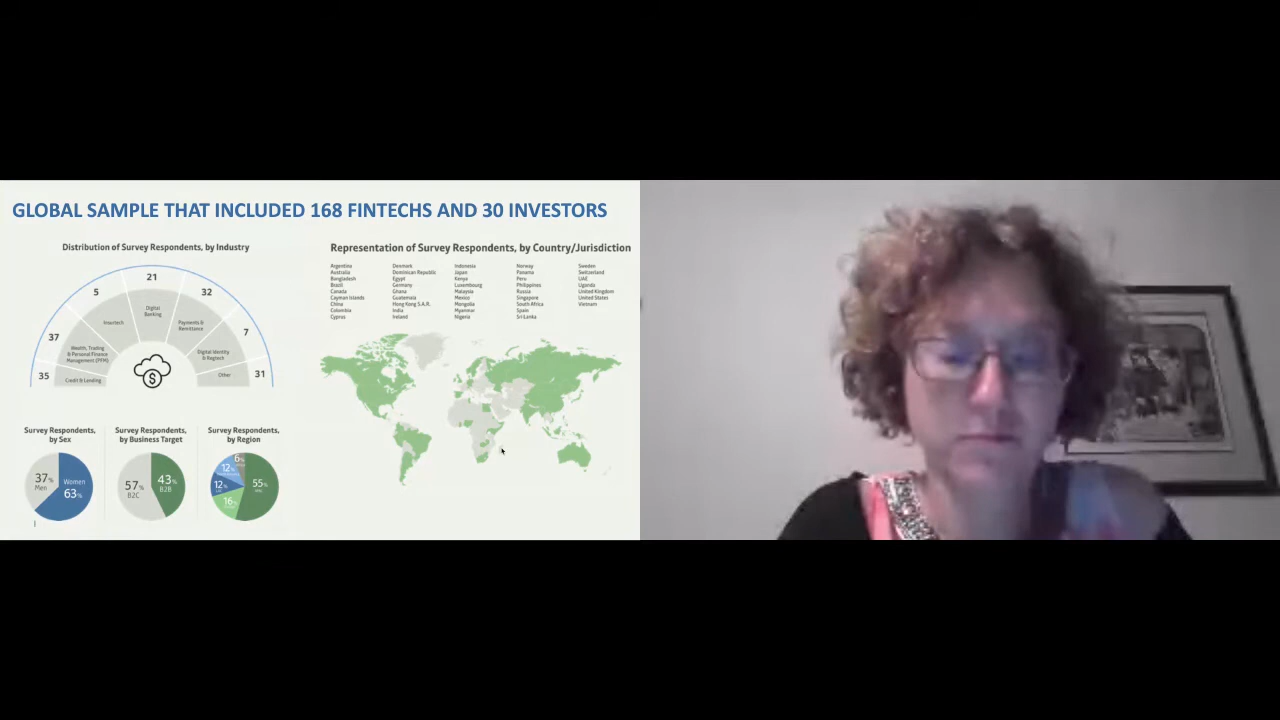 GLOBAL SAMPLE THAT INCLUDED 168 FINTECHS AND 30 INVESTORS
Distribution of Survey Respondents, by Industry
21
5
32
Digital
Banking
Insurtech
Payments &
Remittance
37
7
Wealth, Trading
& Personal Finance
Management (PFM)
Digital Identity
& Regtech
35
Credit & Lending
$
Other
31
Survey Respondents,
by Sex
37%
Men
Women
63%
Survey Respondents,
by Business Target
57%
B2C
43%
B2B
Survey Respondents,
by Region
6%
12%
12%
16%
55%
Representation of Survey Respondents, by Country/Jurisdiction
Argentina
Australia
Bangladesh
Brazil
Canada
Cayman Islands
China
Colombia
Cyprus
Denmark
Dominican Republic
Egypt
Germany
Ghana
Guatemala
Hong Kong S.A.R.
India
Ireland
Indonesia
Japan
Kenya
Luxembourg
Malaysia
Mexico
Mongolia
Myanmar
Nigeria
Norway
Panama
Peru
Philippines
Russia
Singapore
South Africa
Spain
Sri Lanka
Sweden
Switzerland
UAE
Uganda
United Kingdom
United States
Vietnam